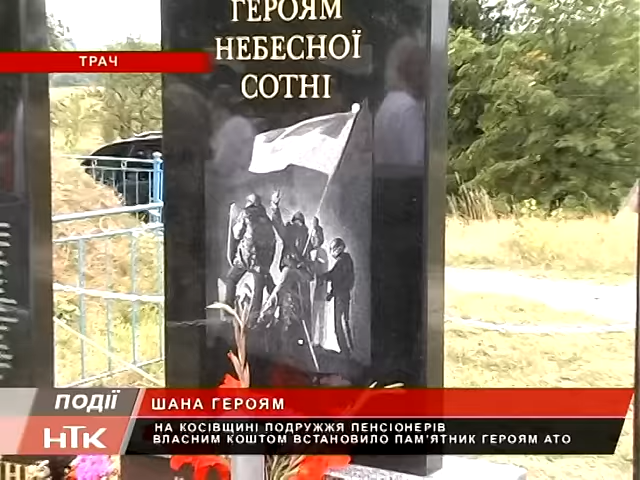 ГЕРОЯМ
НЕБЕСНОЇ
СОТНІ
ТРАЧ
ПОДІЇ
НТК
ШАНА ГЕРОЯМ
НА КОСІВЩИНІ ПОДРУЖЖЯ ПЕНСІОНЕРІВ
ВЛАСНИМ КОШТОМ ВСТАНОВИЛО ПАМ'ЯТНИК ГЕРОЯМ АТО